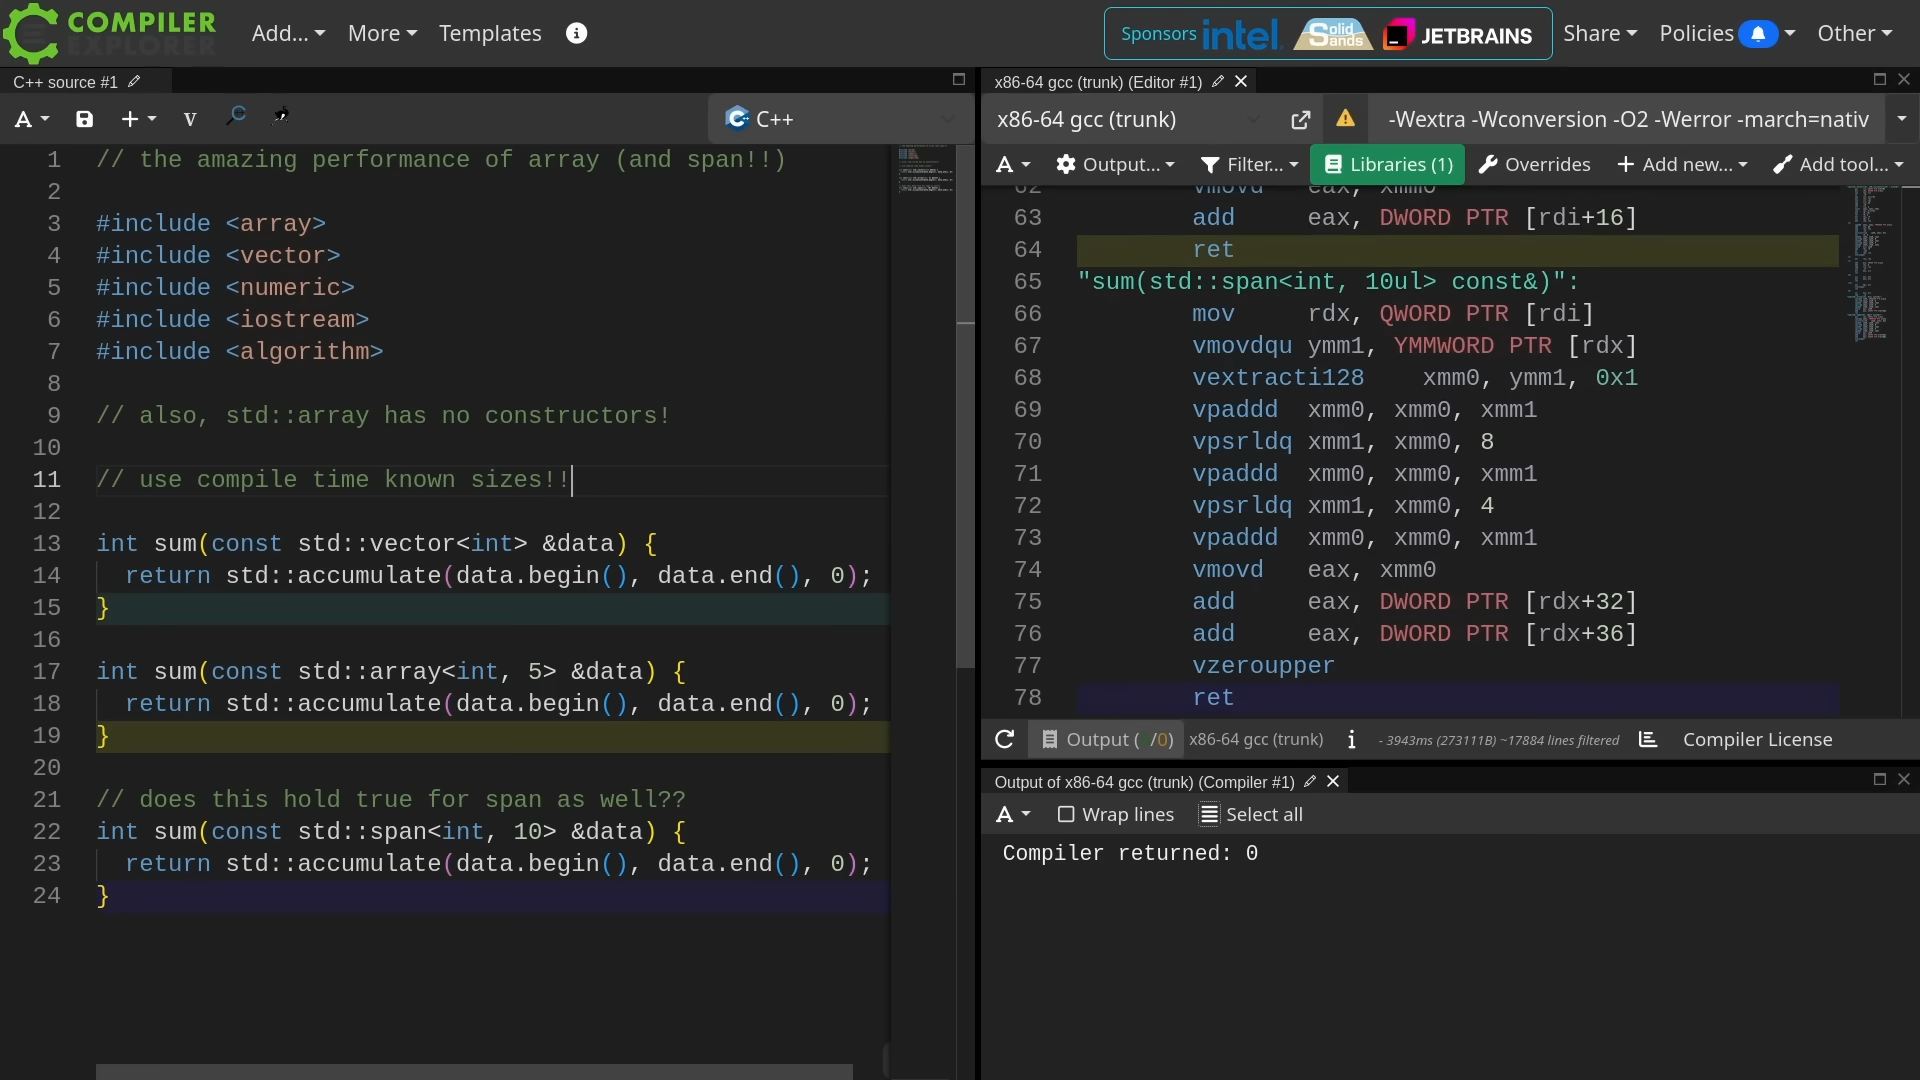 COMPILER
EXPLORER
Add...
More
Templates
Sponsors intel. Solid Sands JETBRAINS
Share
Policies
Other
C++ source #1
A
V
C++
1 // the amazing performance of array (and span!!)
2
3 #include <array>
4 #include <vector>
5 #include <numeric>
6 #include <iostream>
7 #include <algorithm>
8
9 // also, std::array has no constructors!
10
11 // use compile time known sizes!!
12
13 int sum(const std::vector<int> &data) {
14 return std::accumulate(data.begin(), data.end(), 0);
15 }
16
17 int sum(const std::array<int, 5> &data) {
18 return std::accumulate(data.begin(), data.end(), 0);
19 }
20
21 // does this hold true for span as well??
22 int sum(const std::span<int, 10> &data) {
23 return std::accumulate(data.begin(), data.end(), 0);
24 }
x86-64 gcc (trunk) (Editor #1)
x86-64 gcc (trunk)
-Wextra -Wconversion -O2 -Werror -march=nativ
A
Output...
Filter...
Libraries (1)
Overrides
Add new...
Add tool...
62 vmovd eax, xmm0
63 add eax, DWORD PTR [rdi+16]
64 ret
65 "sum(std::span<int, 10ul> const&)":
66 mov rdx, QWORD PTR [rdi]
67 vmovdqu ymm1, YMMWORD PTR [rdx]
68 vextracti128 xmm0, ymm1, 0x1
69 vpaddd xmm0, xmm0, xmm1
70 vpsrldq xmm1, xmm0, 8
71 vpaddd xmm0, xmm0, xmm1
72 vpsrldq xmm1, xmm0, 4
73 vpaddd xmm0, xmm0, xmm1
74 vmovd eax, xmm0
75 add eax, DWORD PTR [rdx+32]
76 add eax, DWORD PTR [rdx+36]
77 vzeroupper
78 ret
Output ( /0) x86-64 gcc (trunk) i - 3943ms (273111B) ~17884 lines filtered Compiler License
Output of x86-64 gcc (trunk) (Compiler #1)
A
Wrap lines
Select all
Compiler returned: 0